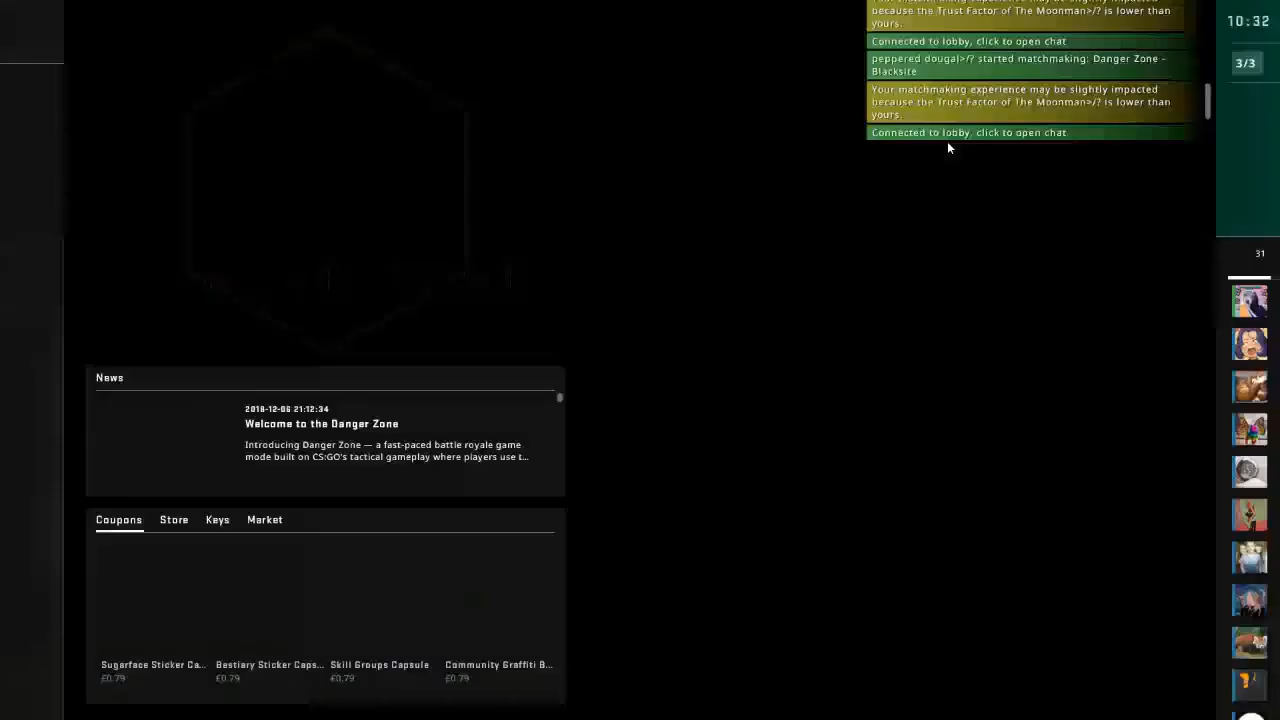 because the Trust Factor of The Moonman>/? is lower than
yours.
Connected to lobby, click to open chat
peppered dougal>/? started matchmaking: Danger Zone -
Blacksite
Your matchmaking experience may be slightly impacted
because the Trust Factor of The Moonman>/? is lower than
yours.
Connected to lobby, click to open chat
10:32
3/3
31
News
2018-12-06 21:12:34
Welcome to the Danger Zone
Introducing Danger Zone — a fast-paced battle royale game
mode built on CS:GO's tactical gameplay where players use t...
Coupons Store Keys Market
Sugarface Sticker Ca... Bestiary Sticker Caps... Skill Groups Capsule Community Graffiti B...
£0.79 £0.79 £0.79 £0.79